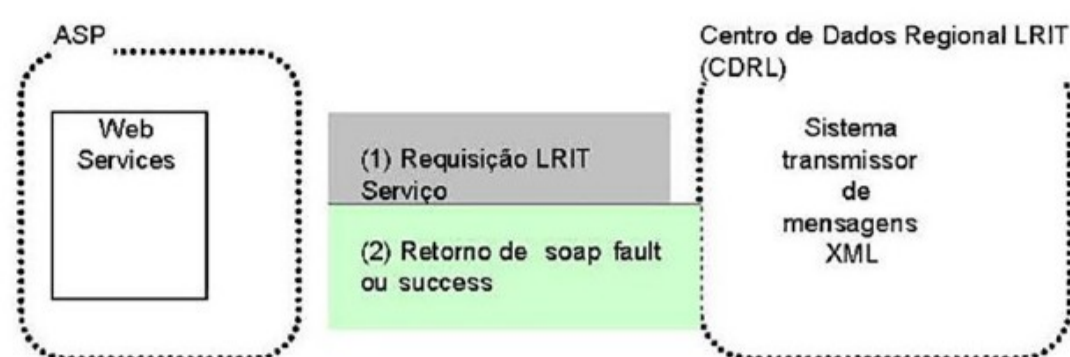 ASP
Centro de Dados Regional LRIT
(CDRL)
Web
Services
(1) Requisição LRIT
Serviço
(2) Retorno de soap fault
ou success
Sistema
transmissor
de
mensagens
XML